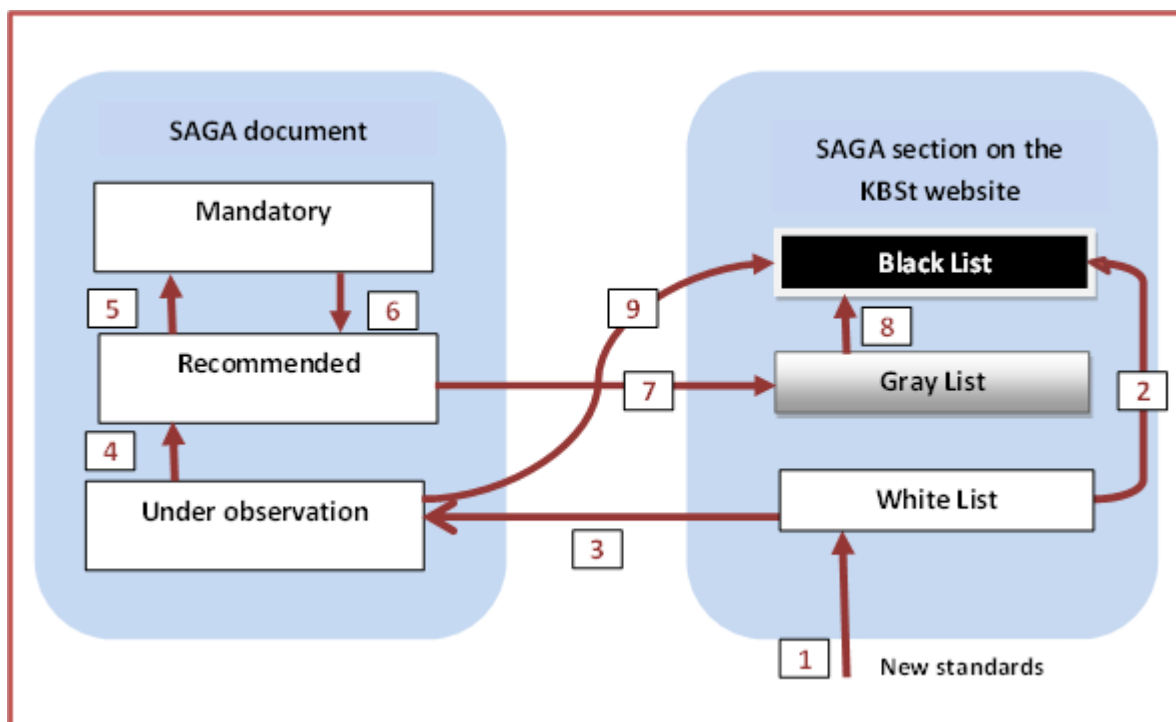 SAGA document
Mandatory
5
6
Recommended
4
Under observation
SAGA section on the
KBSt website
Black List
9
8
Gray List
7
2
White List
3
1
New standards